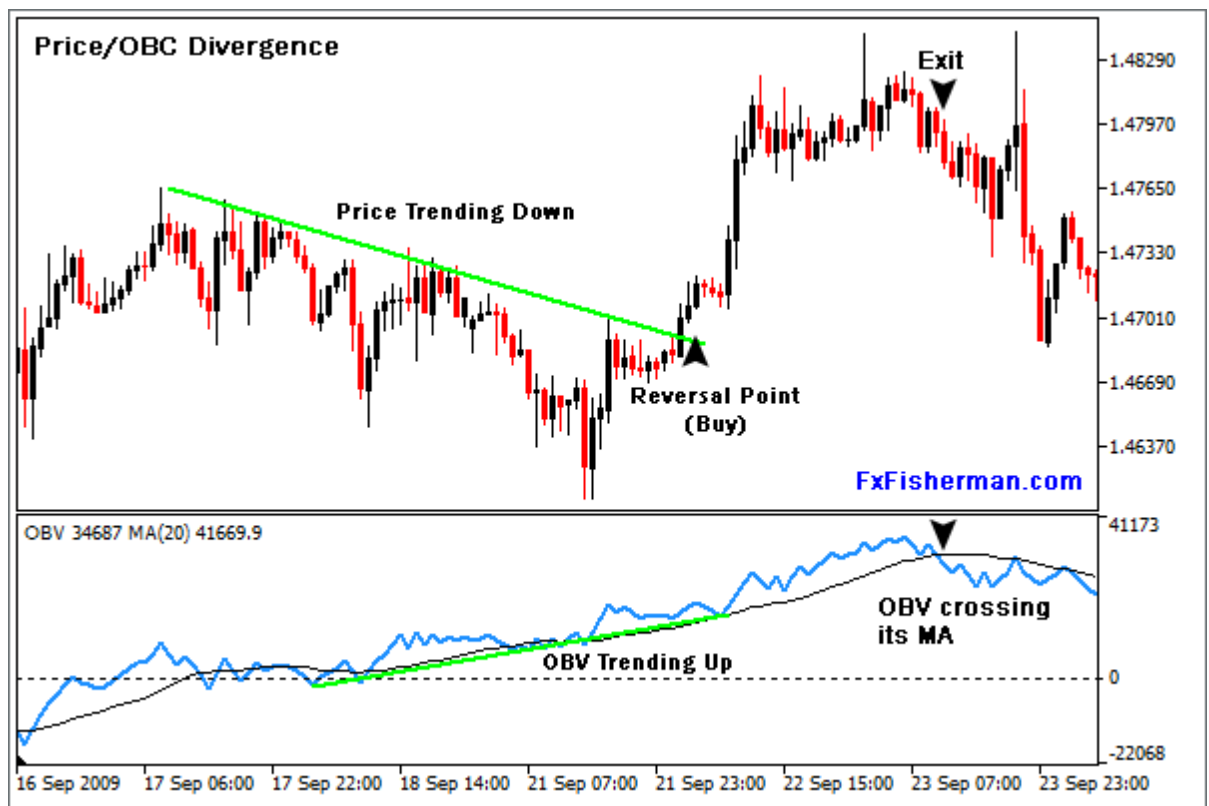 Price/OBC Divergence
Exit
1.48290
1.47970
1.47650
Price Trending Down
1.47330
1.47010
1.46690
Reversal Point
(Buy)
1.46370
FxFisherman.com
OBV 34687 MA(20) 41669.9
41173
OBV crossing
its MA
OBV Trending Up
0
-22068
16 Sep 2009 17 Sep 06:00 17 Sep 22:00 18 Sep 14:00 21 Sep 07:00 21 Sep 23:00 22 Sep 15:00 23 Sep 07:00 23 Sep 23:00